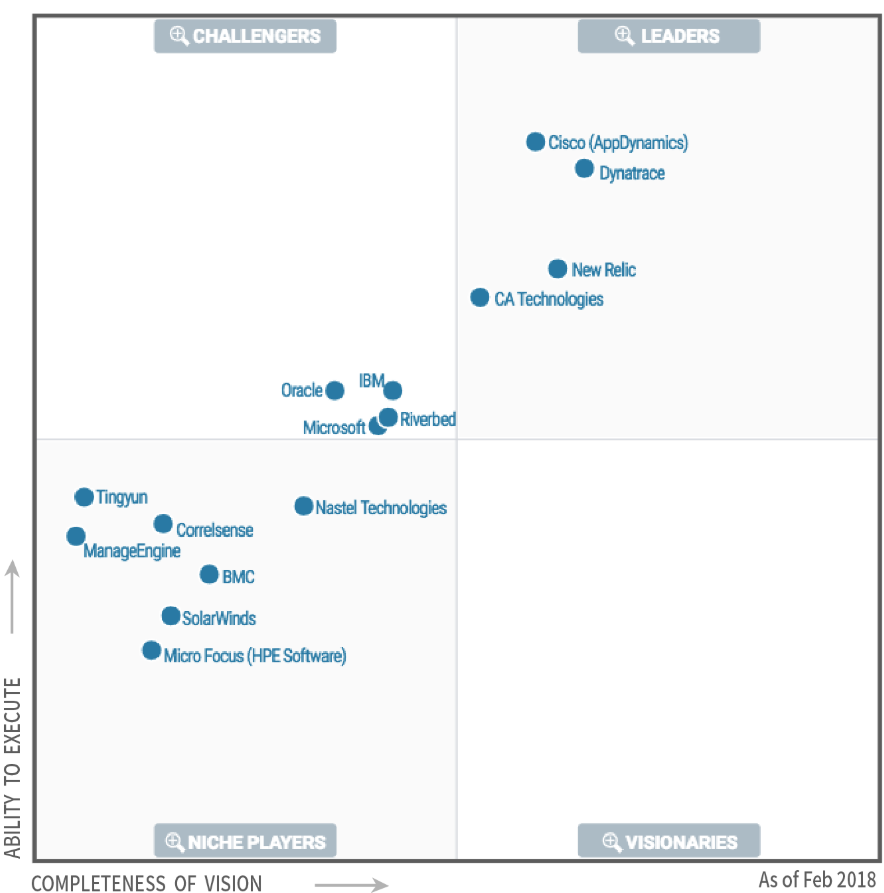 CHALLENGERS
LEADERS
Cisco (AppDynamics)
Dynatrace
New Relic
CA Technologies
Oracle
IBM
Microsoft
Riverbed
Tingyun
Nastel Technologies
Correlsense
ManageEngine
BMC
SolarWinds
Micro Focus (HPE Software)
NICHE PLAYERS
VISIONARIES
ABILITY TO EXECUTE
COMPLETENESS OF VISION
As of Feb 2018